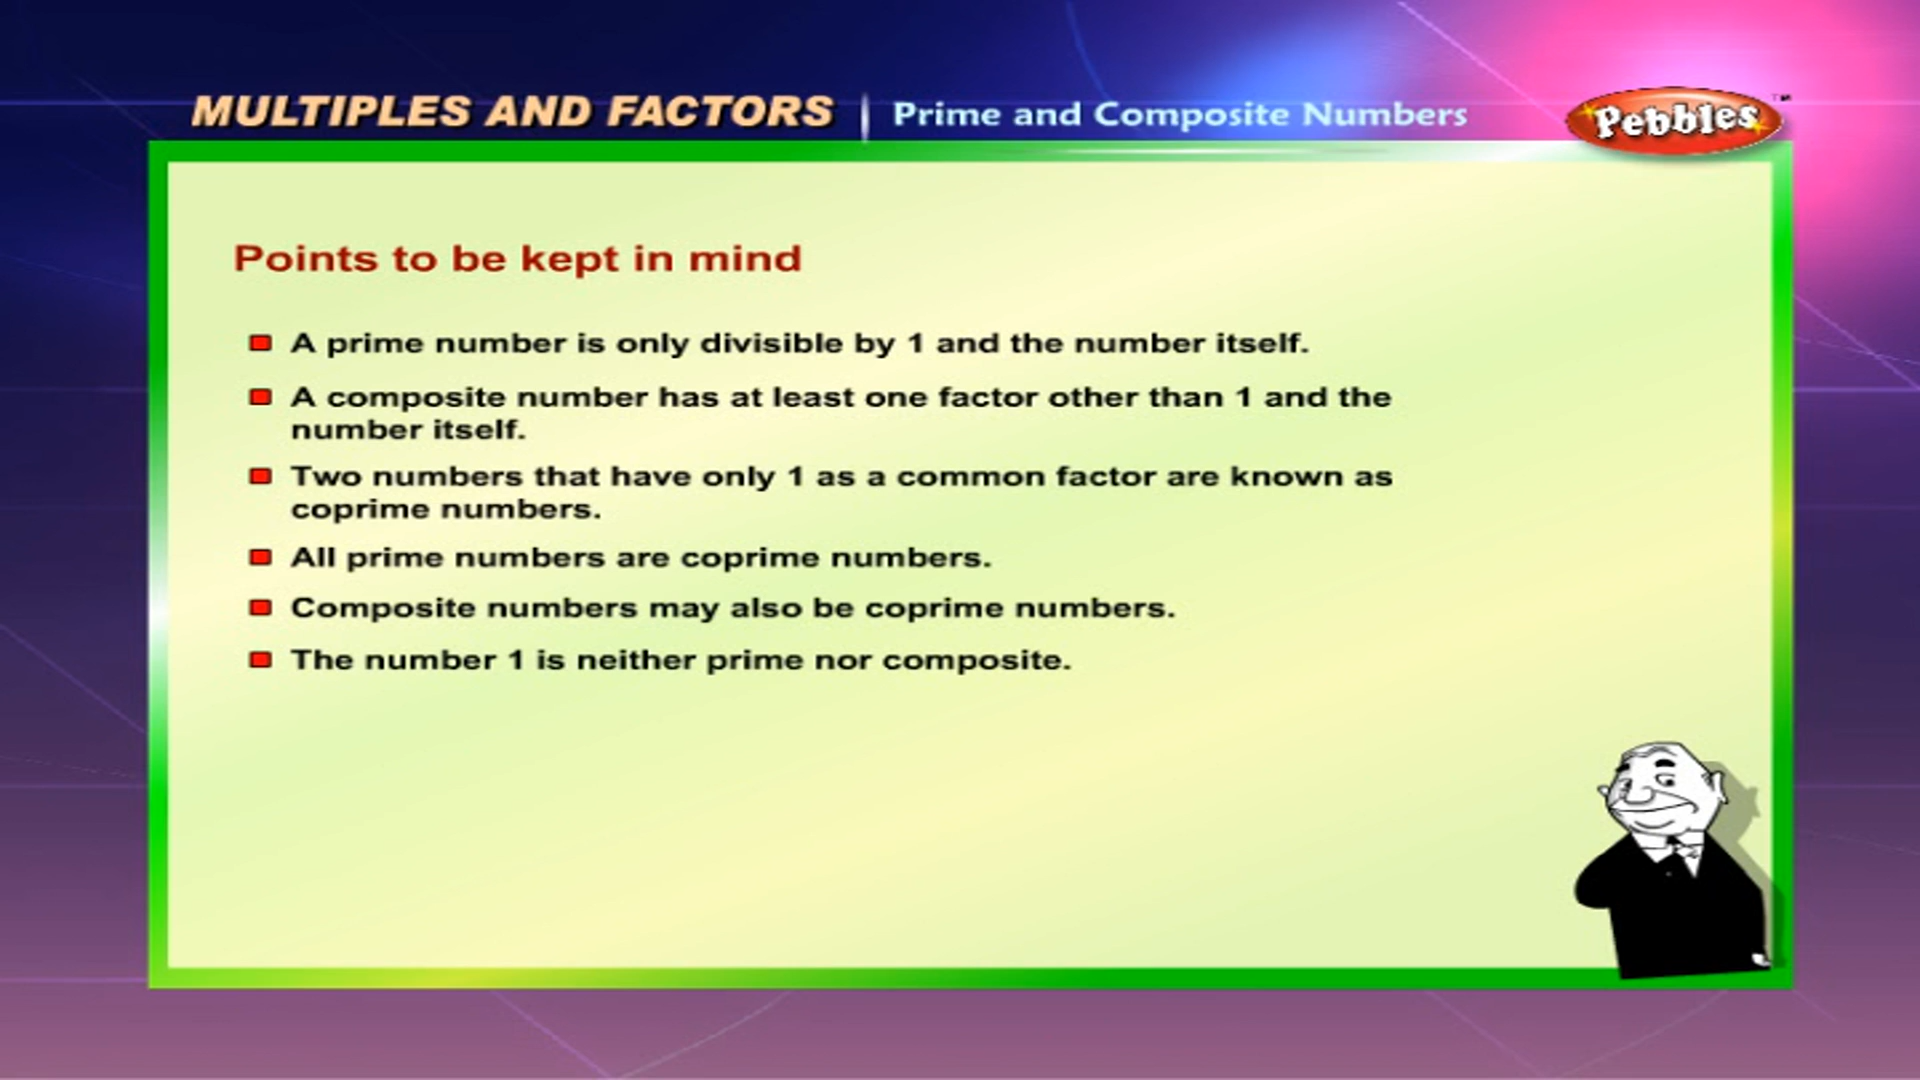 MULTIPLES AND FACTORS | Prime and Composite Numbers
Pebbles™
Points to be kept in mind
A prime number is only divisible by 1 and the number itself.
A composite number has at least one factor other than 1 and the
number itself.
Two numbers that have only 1 as a common factor are known as
coprime numbers.
All prime numbers are coprime numbers.
Composite numbers may also be coprime numbers.
The number 1 is neither prime nor composite.